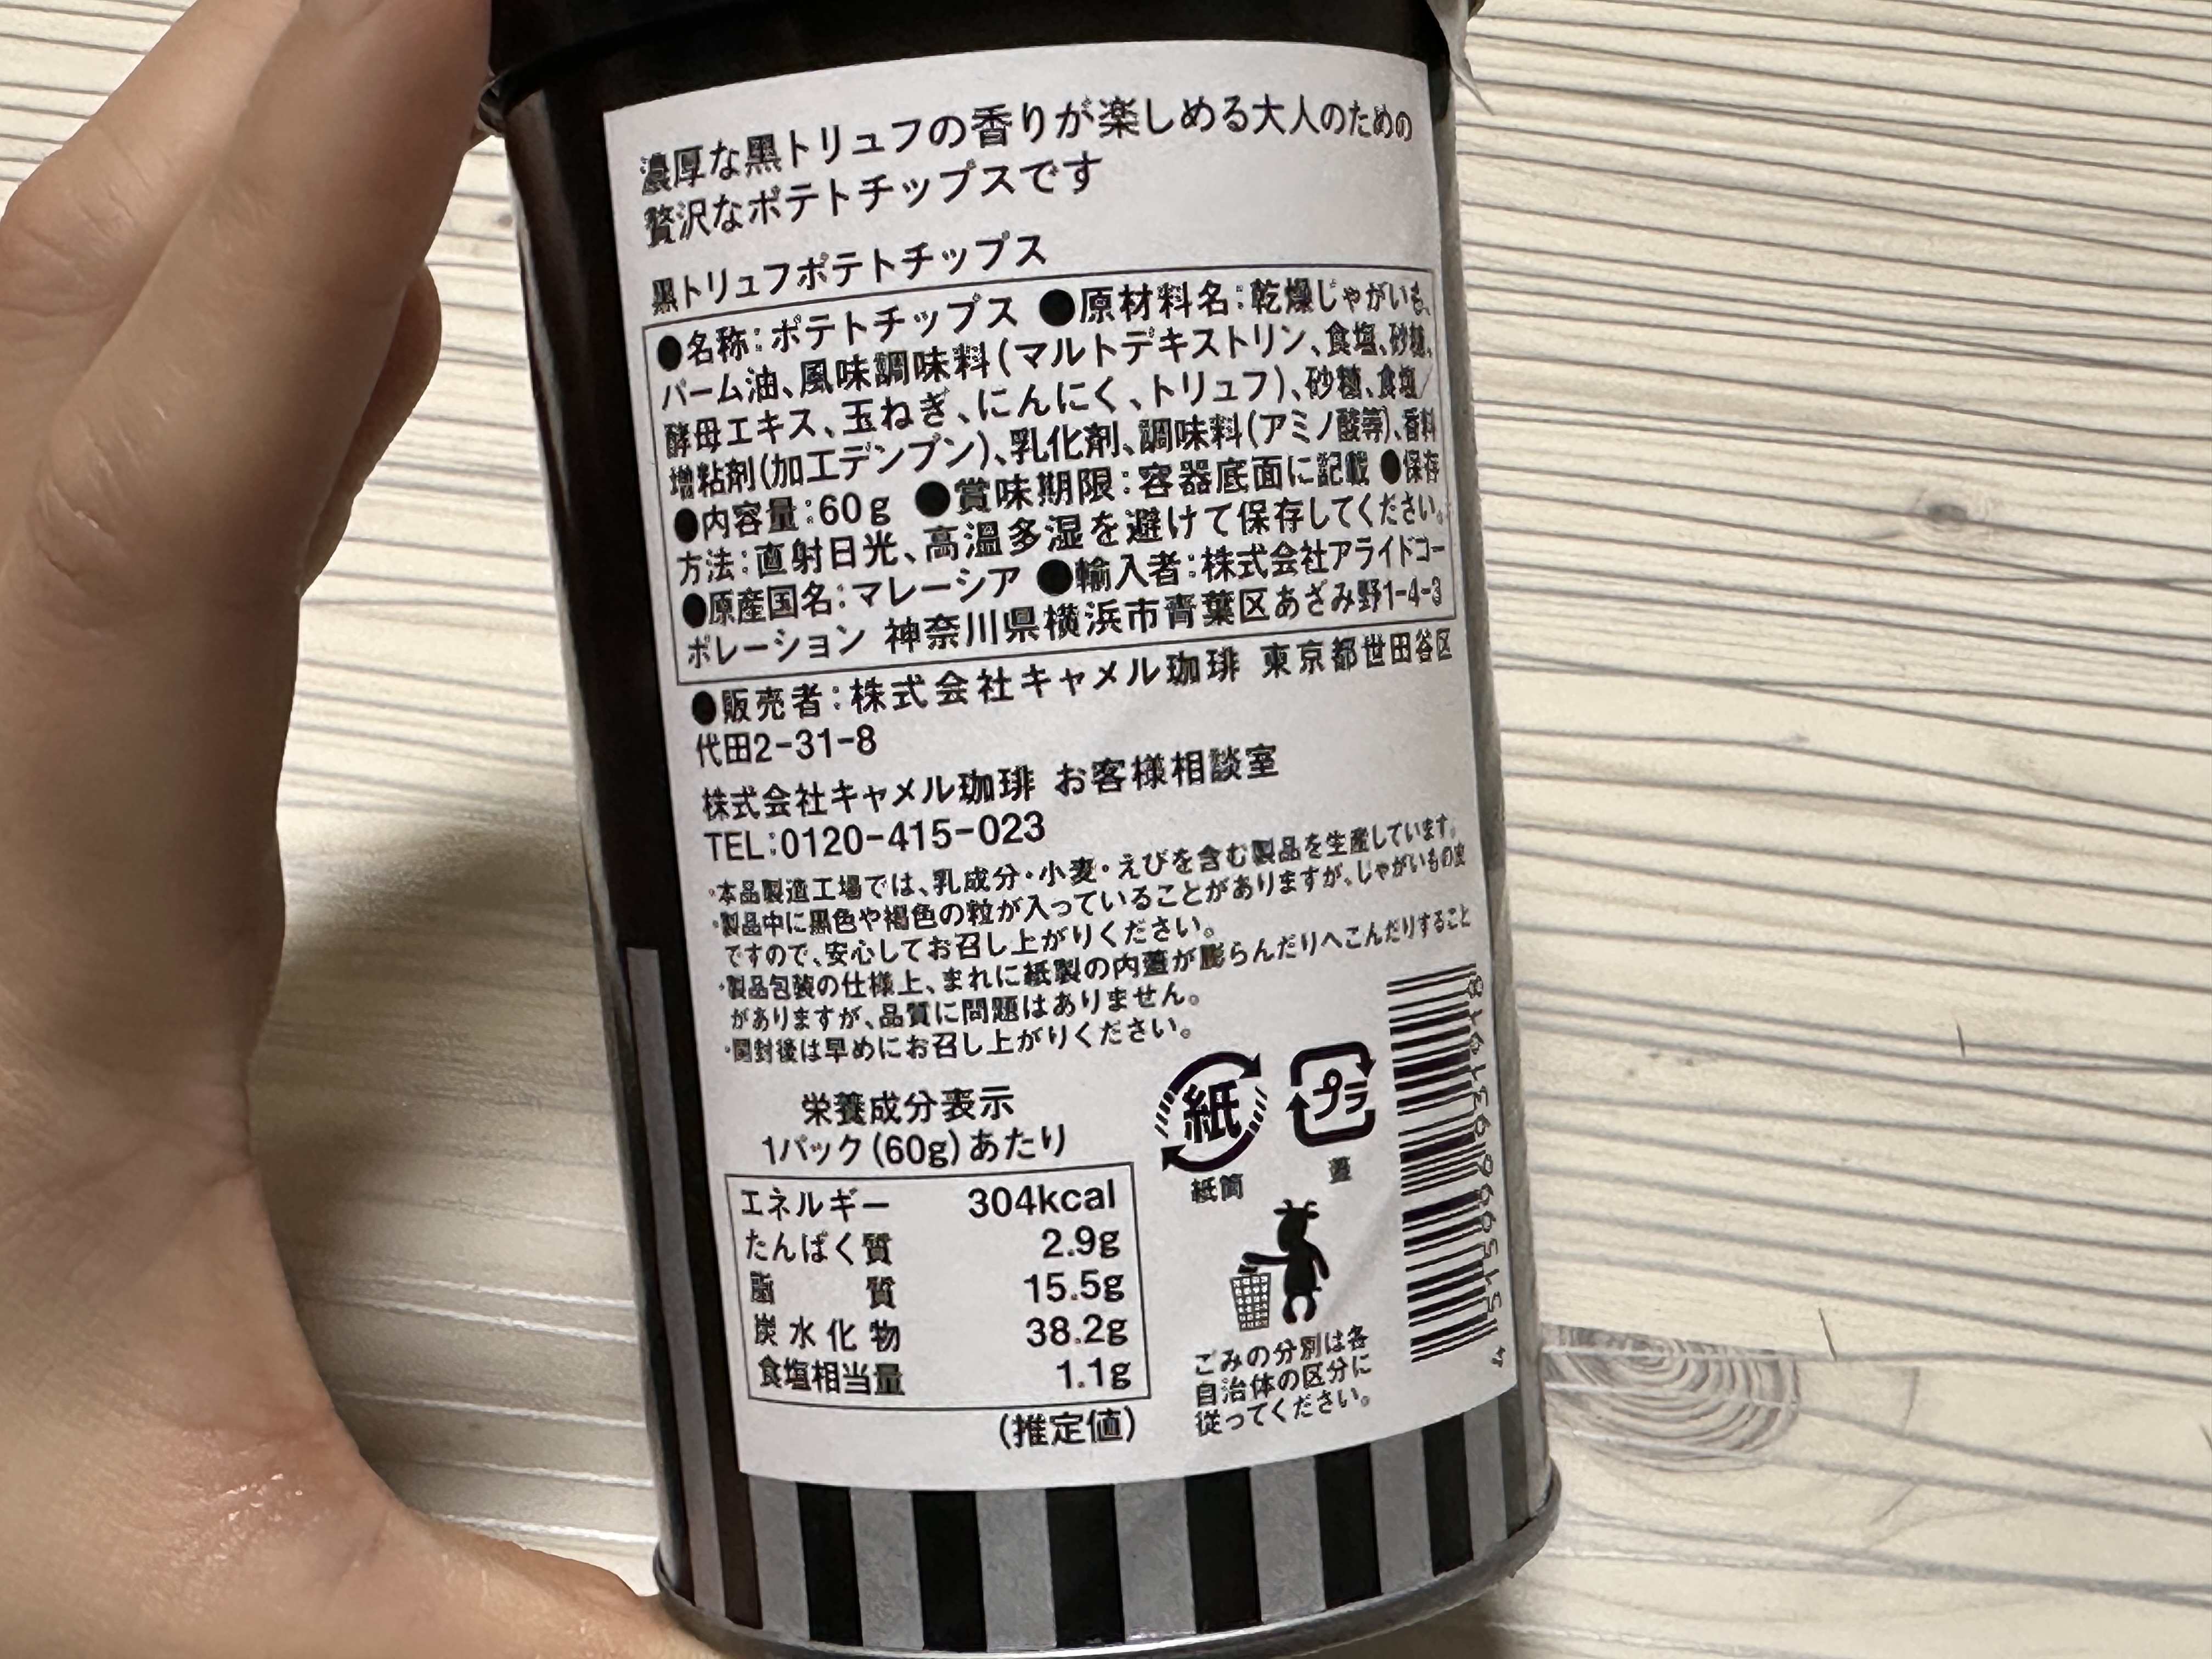 濃厚な黒トリュフの香りが楽しめる大人のための
贅沢なポテトチップスです
黒トリュフポテトチップス
●名称：ポテトチップス ●原材料名：乾燥じゃがいも、
パーム油、風味調味料（マルトデキストリン、食塩、砂糖、
酵母エキス、玉ねぎ、にんにく、トリュフ）、砂糖、食塩／
増粘剤（加工デンプン）、乳化剤、調味料（アミノ酸等）、香料
●内容量：60g ●賞味期限：容器底面に記載 ●保存
方法：直射日光、高温多湿を避けて保存してください。
●原産国名：マレーシア ●輸入者：株式会社アライドコー
ポレーション 神奈川県横浜市青葉区あざみ野1-4-3
●販売者：株式会社キャメル珈琲 東京都世田谷区
代田2-31-8
株式会社キャメル珈琲 お客様相談室
TEL：0120-415-023
・本品製造工場では、乳成分・小麦・えびを含む製品を生産しています。
・製品中に黒色や褐色の粒が入っていることがありますが、じゃがいもの皮
ですので、安心してお召し上がりください。
・製品包装の仕様上、まれに紙製の内蓋が膨らんだりへこんだりすること
がありますが、品質に問題はありません。
・開封後は早めにお召し上がりください。
栄養成分表示
1パック（60g）あたり
エネルギー 304kcal
たんぱく質 2.9g
脂質 15.5g
炭水化物 38.2g
食塩相当量 1.1g
（推定値）
紙
紙筒
プラ
蓋
ごみの分別は各
自治体の区分に
従ってください。